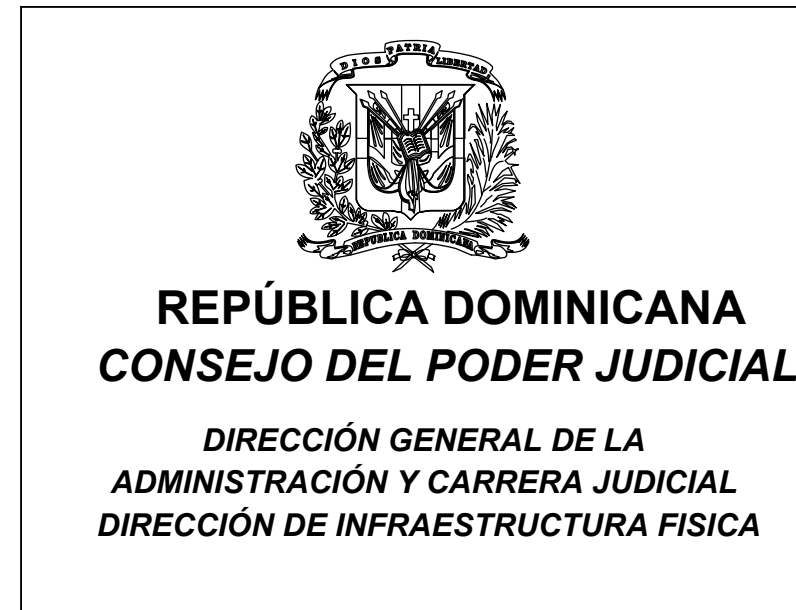 DIOS PATRIA LIBERTAD
REPUBLICA DOMINICANA
REPÚBLICA DOMINICANA
CONSEJO DEL PODER JUDICIAL
DIRECCIÓN GENERAL DE LA
ADMINISTRACIÓN Y CARRERA JUDICIAL
DIRECCIÓN DE INFRAESTRUCTURA FISICA